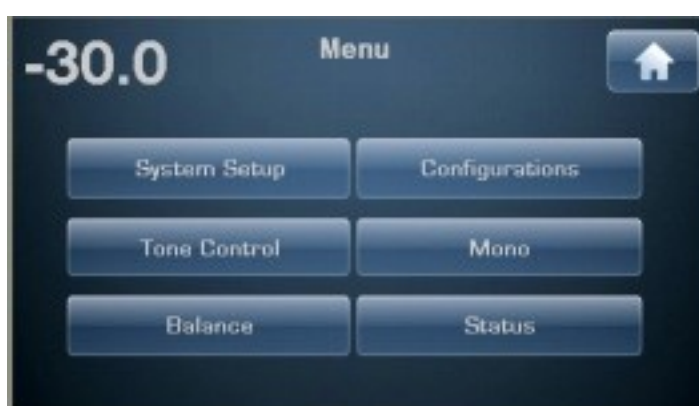 -30.0
Menu
System Setup
Configurations
Tone Control
Mono
Balance
Status